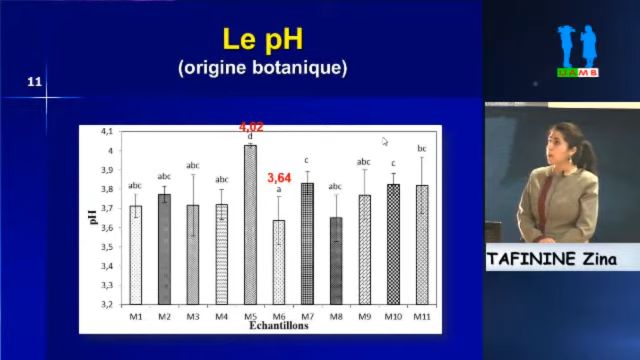 Le pH
(origine botanique)
11
4,1
4
3,9
3,8
3,7
3,6
3,5
3,4
3,3
3,2
pH
abc
abc
abc
abc
4,02
d
3,64
a
c
abc
abc
c
bc
M1 M2 M3 M4 M5 M6 M7 M8 M9 M10 M11
Echantillons
UAMB
TAFININE Zina